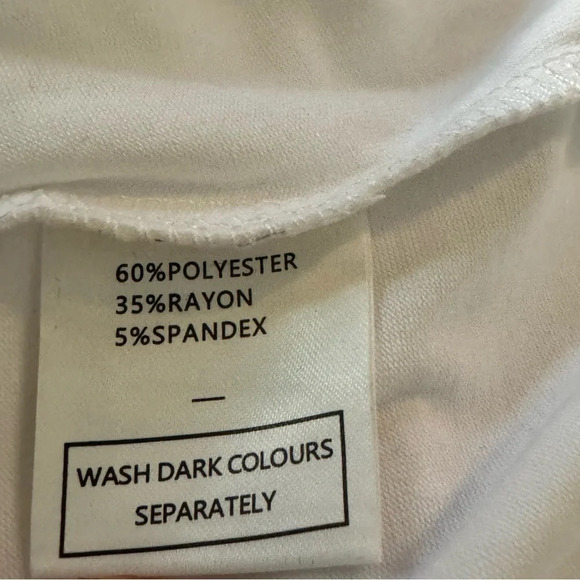 60%POLYESTER
35%RAYON
5%SPANDEX
—
WASH DARK COLOURS
SEPARATELY